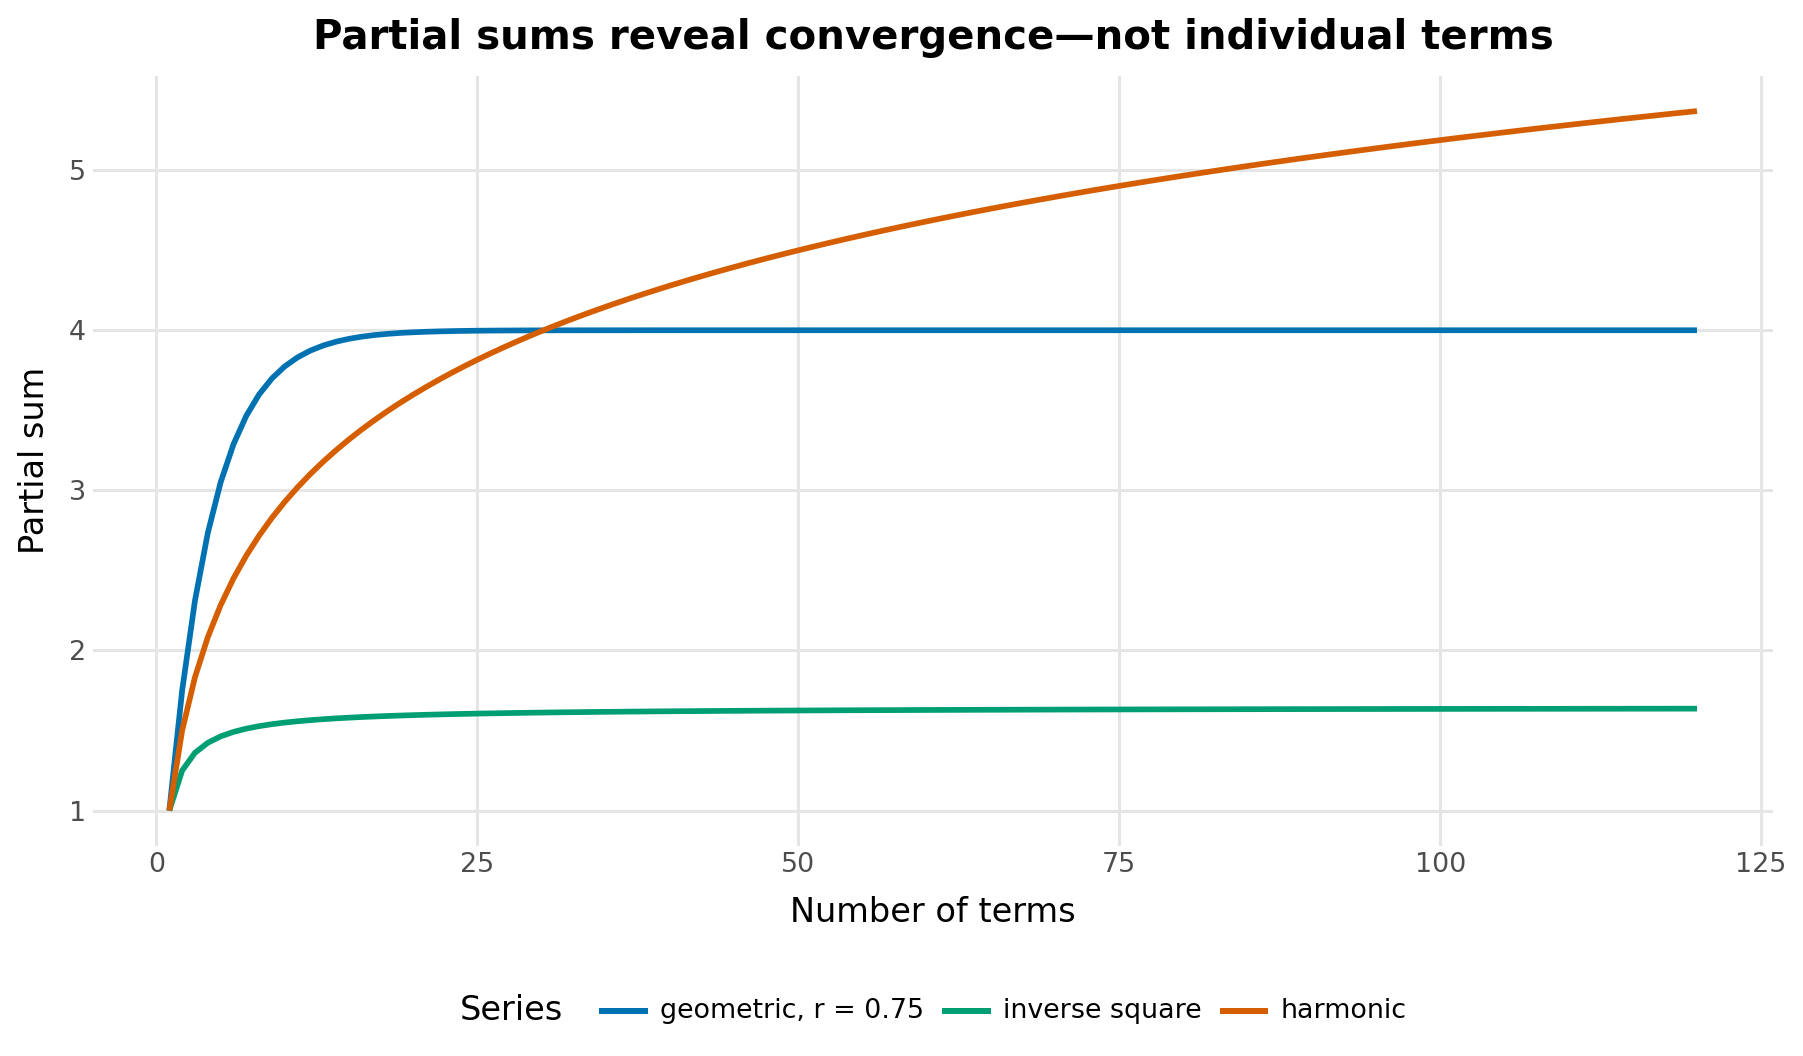 Partial sums reveal convergence—not individual terms
Partial sum
5
4
3
2
1
0 25 50 75 100 125
Number of terms
Series geometric, r = 0.75 inverse square harmonic